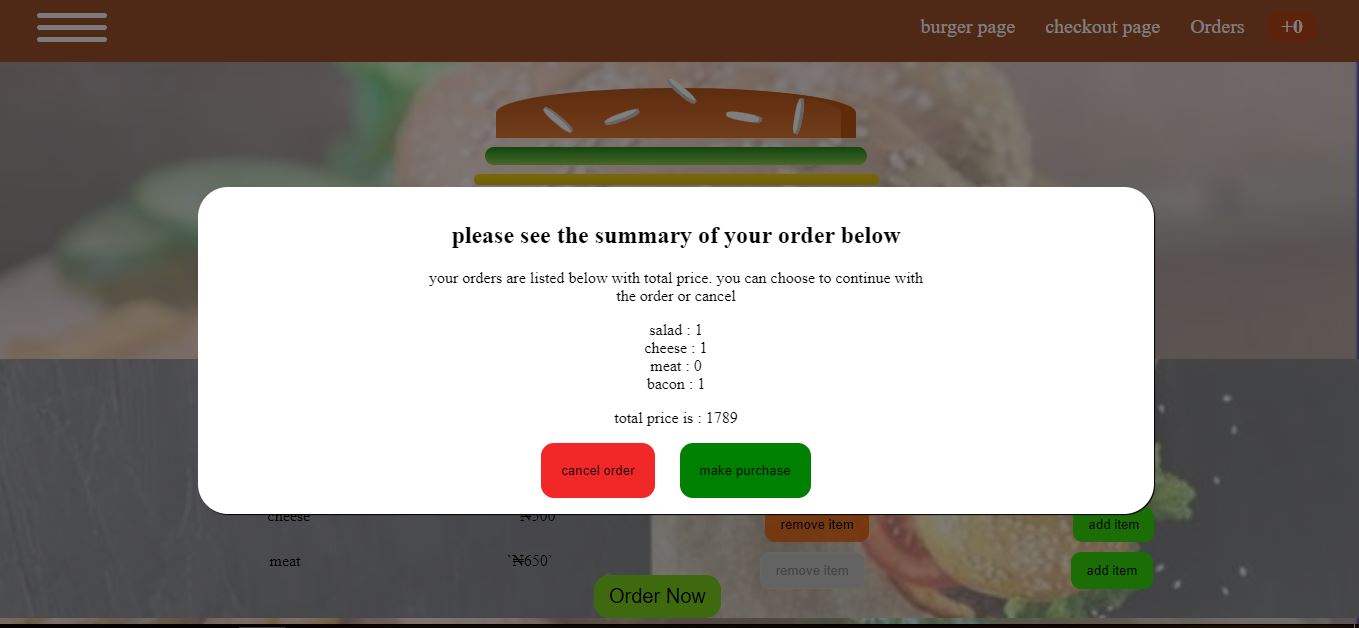 burger page checkout page Orders +0
please see the summary of your order below
your orders are listed below with total price. you can choose to continue with
the order or cancel
salad : 1
cheese : 1
meat : 0
bacon : 1
total price is : 1789
cancel order make purchase
cheese ₦500 remove item add item
meat `₦650` remove item add item
Order Now